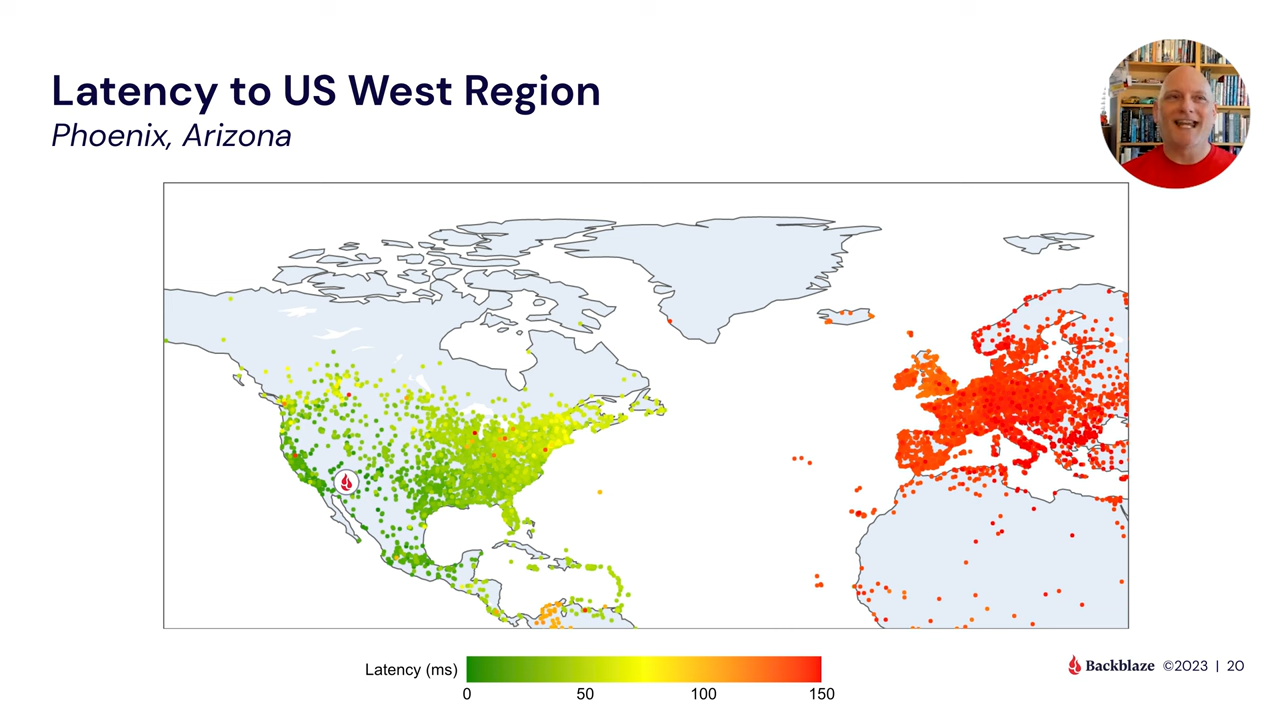 Latency to US West Region
Phoenix, Arizona
Latency (ms)
0 50 100 150
Backblaze ©2023 | 20